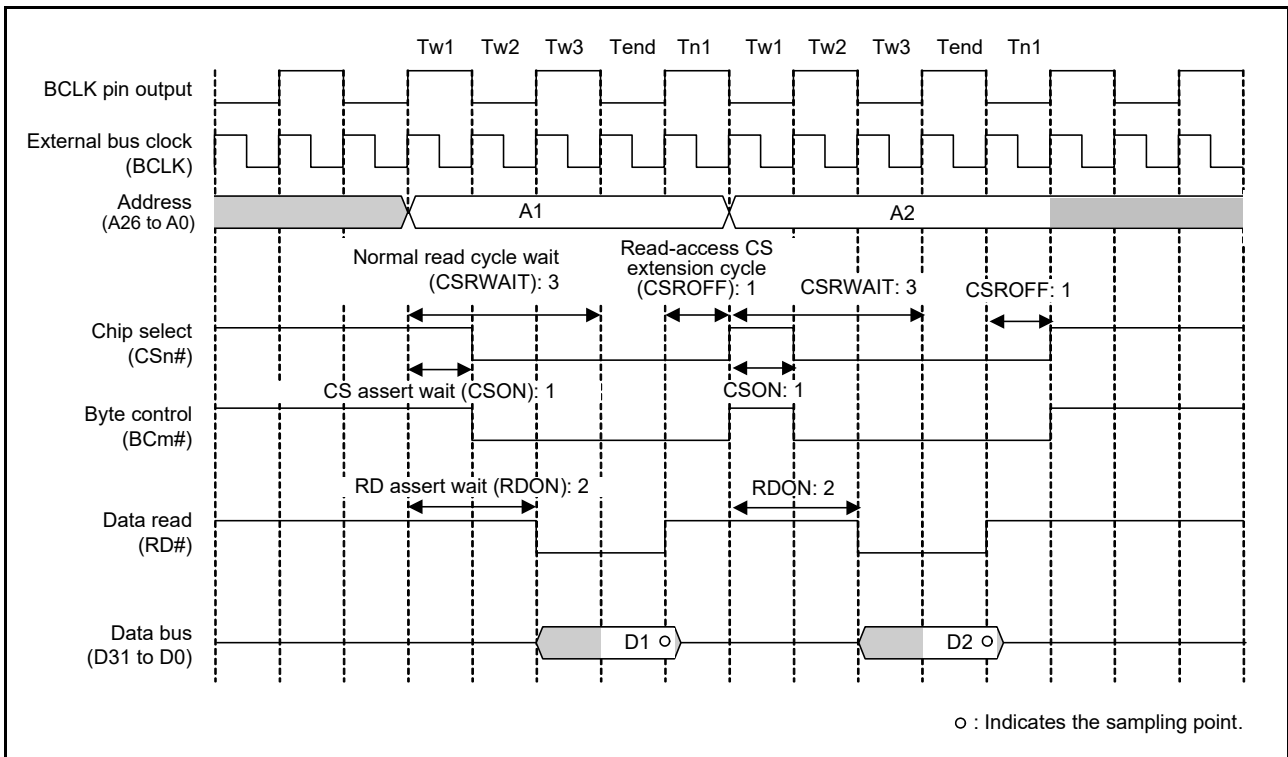 Tw1 Tw2 Tw3 Tend Tn1 Tw1 Tw2 Tw3 Tend Tn1
BCLK pin output
External bus clock
(BCLK)
Address
(A26 to A0)
A1
A2
Normal read cycle wait
(CSRWAIT): 3
Read-access CS
extension cycle
(CSROFF): 1
CSRWAIT: 3
CSROFF: 1
Chip select
(CSn#)
CS assert wait (CSON): 1
CSON: 1
Byte control
(BCm#)
RD assert wait (RDON): 2
RDON: 2
Data read
(RD#)
Data bus
(D31 to D0)
D1
D2
: Indicates the sampling point.